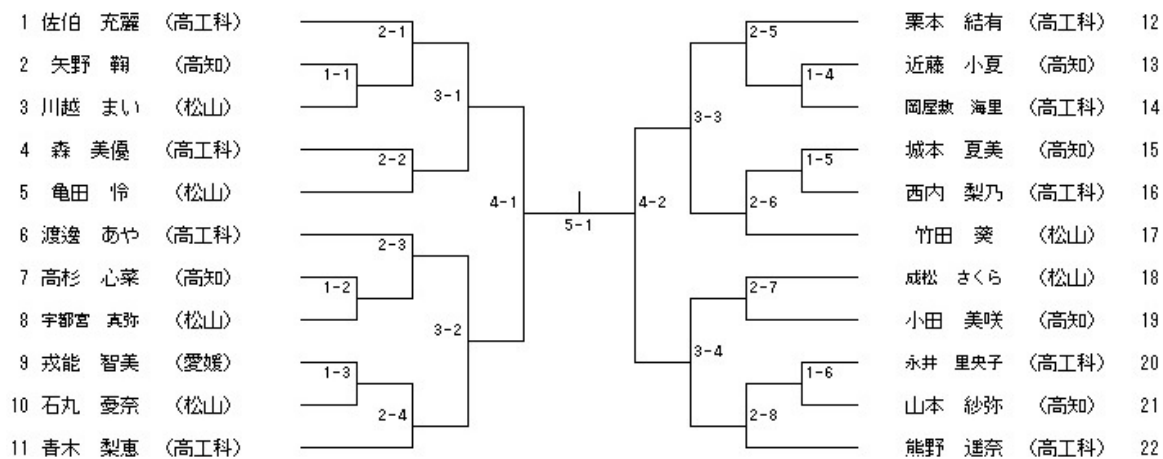 1 佐伯 充麗 (高工科) 2-1 2-5 栗本 結有 (高工科) 12
2 矢野 鞠 (高知) 1-1 1-4 近藤 小夏 (高知) 13
3 川越 まい (松山) 3-1 3-3 岡屋敷 海里 (高工科) 14
4 森 美優 (高工科) 2-2 1-5 城本 夏美 (高知) 15
5 亀田 怜 (松山) 4-1 4-2 2-6 西内 梨乃 (高工科) 16
5-1
6 渡邊 あや (高工科) 2-3 竹田 葵 (松山) 17
7 高杉 心菜 (高知) 1-2 2-7 成松 さくら (松山) 18
8 宇都宮 真弥 (松山) 3-2 3-4 小田 美咲 (高知) 19
9 戎能 智美 (愛媛) 1-3 1-6 永井 里央子 (高工科) 20
10 石丸 憂奈 (松山) 2-4 2-8 山本 紗弥 (高知) 21
11 青木 梨恵 (高工科) 熊野 遥奈 (高工科) 22